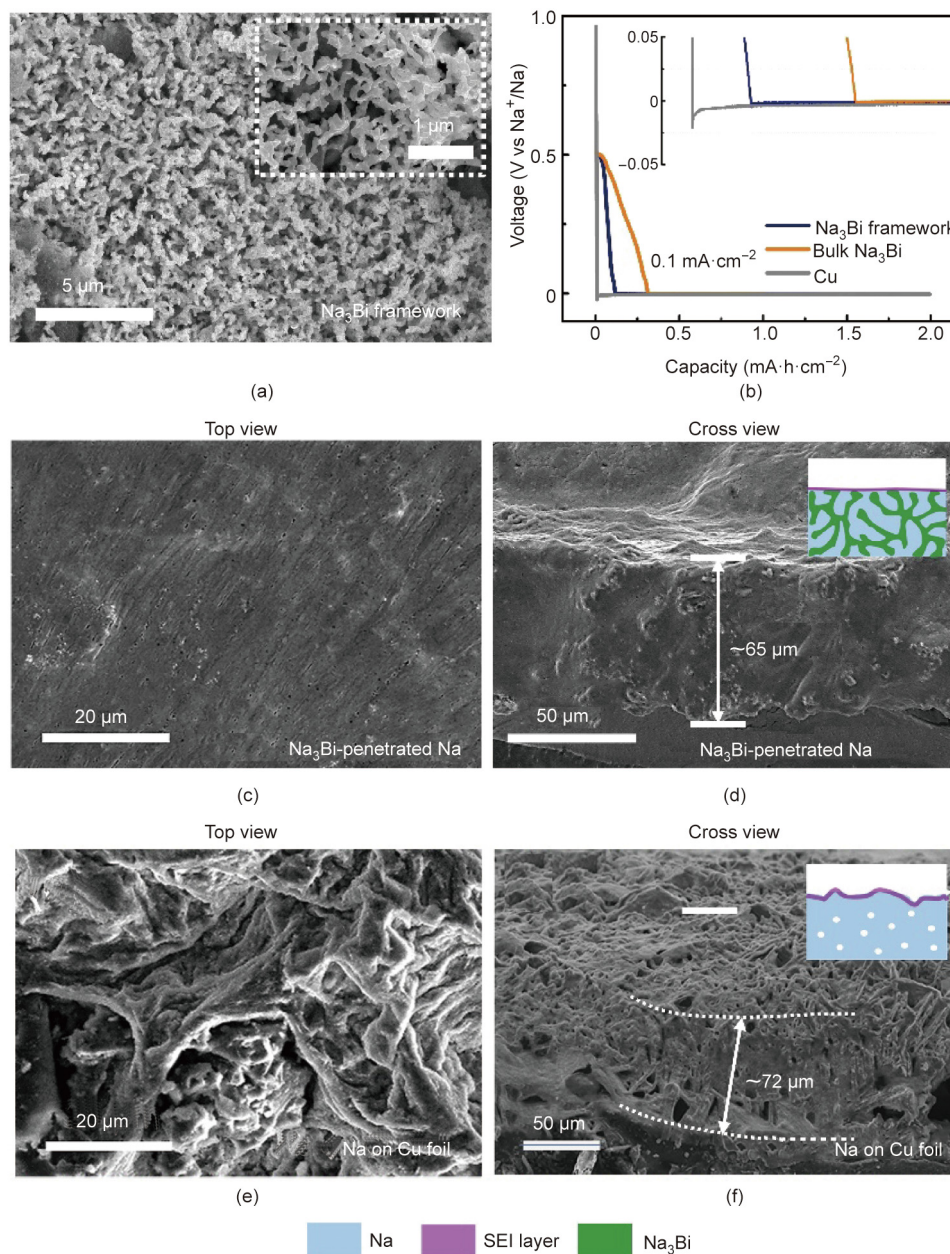 1 µm
5 µm
Na₃Bi framework
(a)
1.0
0.5
0
Voltage (V vs Na⁺/Na)
0.05
0
−0.05
Na₃Bi framework
Bulk Na₃Bi
Cu
0.1 mA·cm⁻²
0
0.5
1.0
1.5
2.0
Capacity (mA·h·cm⁻²)
(b)
Top view
20 µm
Na₃Bi-penetrated Na
(c)
Cross view
~65 µm
50 µm
Na₃Bi-penetrated Na
(d)
Top view
20 µm
Na on Cu foil
(e)
Cross view
~72 µm
50 µm
Na on Cu foil
(f)
Na
SEI layer
Na₃Bi